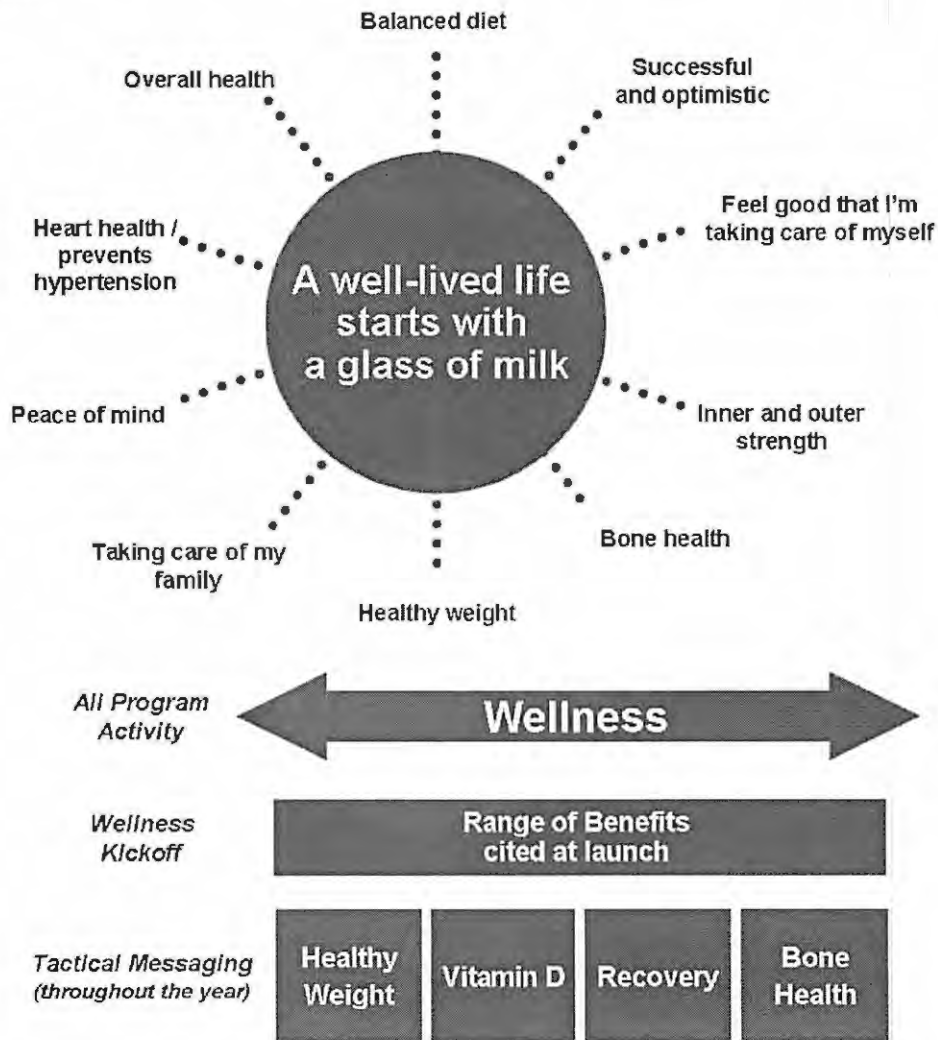 Balanced diet
Overall health
Successful
and optimistic
Heart health /
prevents
hypertension
Feel good that I'm
taking care of myself
A well-lived life
starts with
a glass of milk
Peace of mind
Inner and outer
strength
Taking care of my
family
Bone health
Healthy weight
All Program
Activity
Wellness
Wellness
Kickoff
Range of Benefits
cited at launch
Tactical Messaging
(throughout the year)
Healthy
Weight
Vitamin D
Recovery
Bone
Health